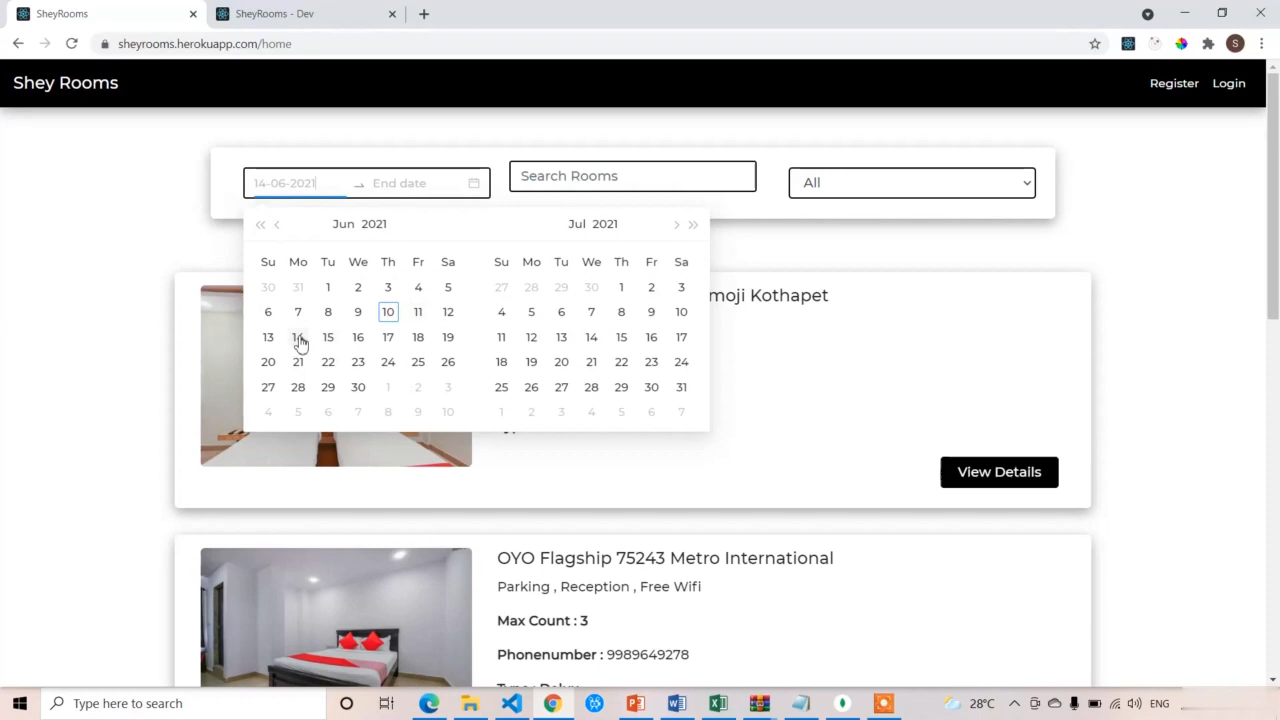 SheyRooms
SheyRooms - Dev
sheyrooms.herokuapp.com/home
S
Shey Rooms
Register
Login
14-06-2021
End date
Search Rooms
All
Jun 2021
Jul 2021
Su Mo Tu We Th Fr Sa
Su Mo Tu We Th Fr Sa
30 31 1 2 3 4 5
27 28 29 30 1 2 3
6 7 8 9 10 11 12
4 5 6 7 8 9 10
13 14 15 16 17 18 19
11 12 13 14 15 16 17
20 21 22 23 24 25 26
18 19 20 21 22 23 24
27 28 29 30 1 2 3
25 26 27 28 29 30 31
4 5 6 7 8 9 10
1 2 3 4 5 6 7
moji Kothapet
View Details
OYO Flagship 75243 Metro International
Parking , Reception , Free Wifi
Max Count : 3
Phonenumber : 9989649278
Type to search
28°C
ENG